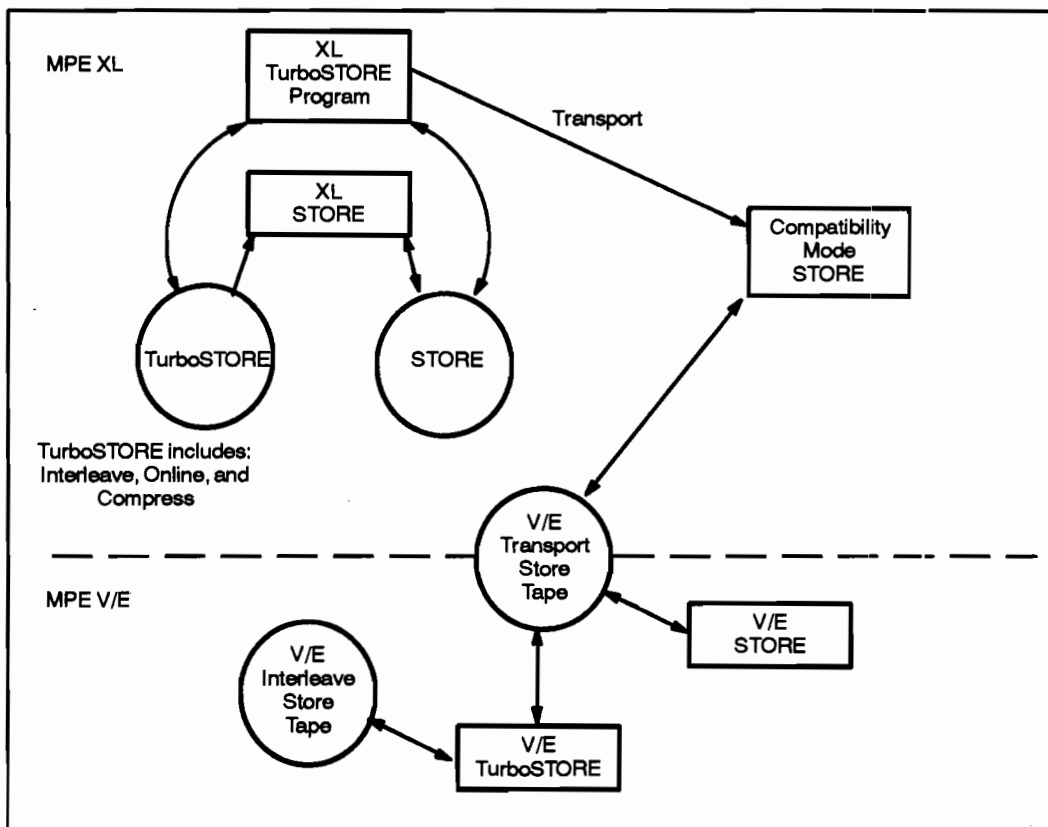 MPE XL
XL
TurboSTORE
Program
Transport
XL
STORE
Compatibility
Mode
STORE
TurboSTORE
STORE
TurboSTORE includes:
Interleave, Online, and
Compress
V/E
Transport
Store
Tape
MPE V/E
V/E
STORE
V/E
Interleave
Store
Tape
V/E
TurboSTORE